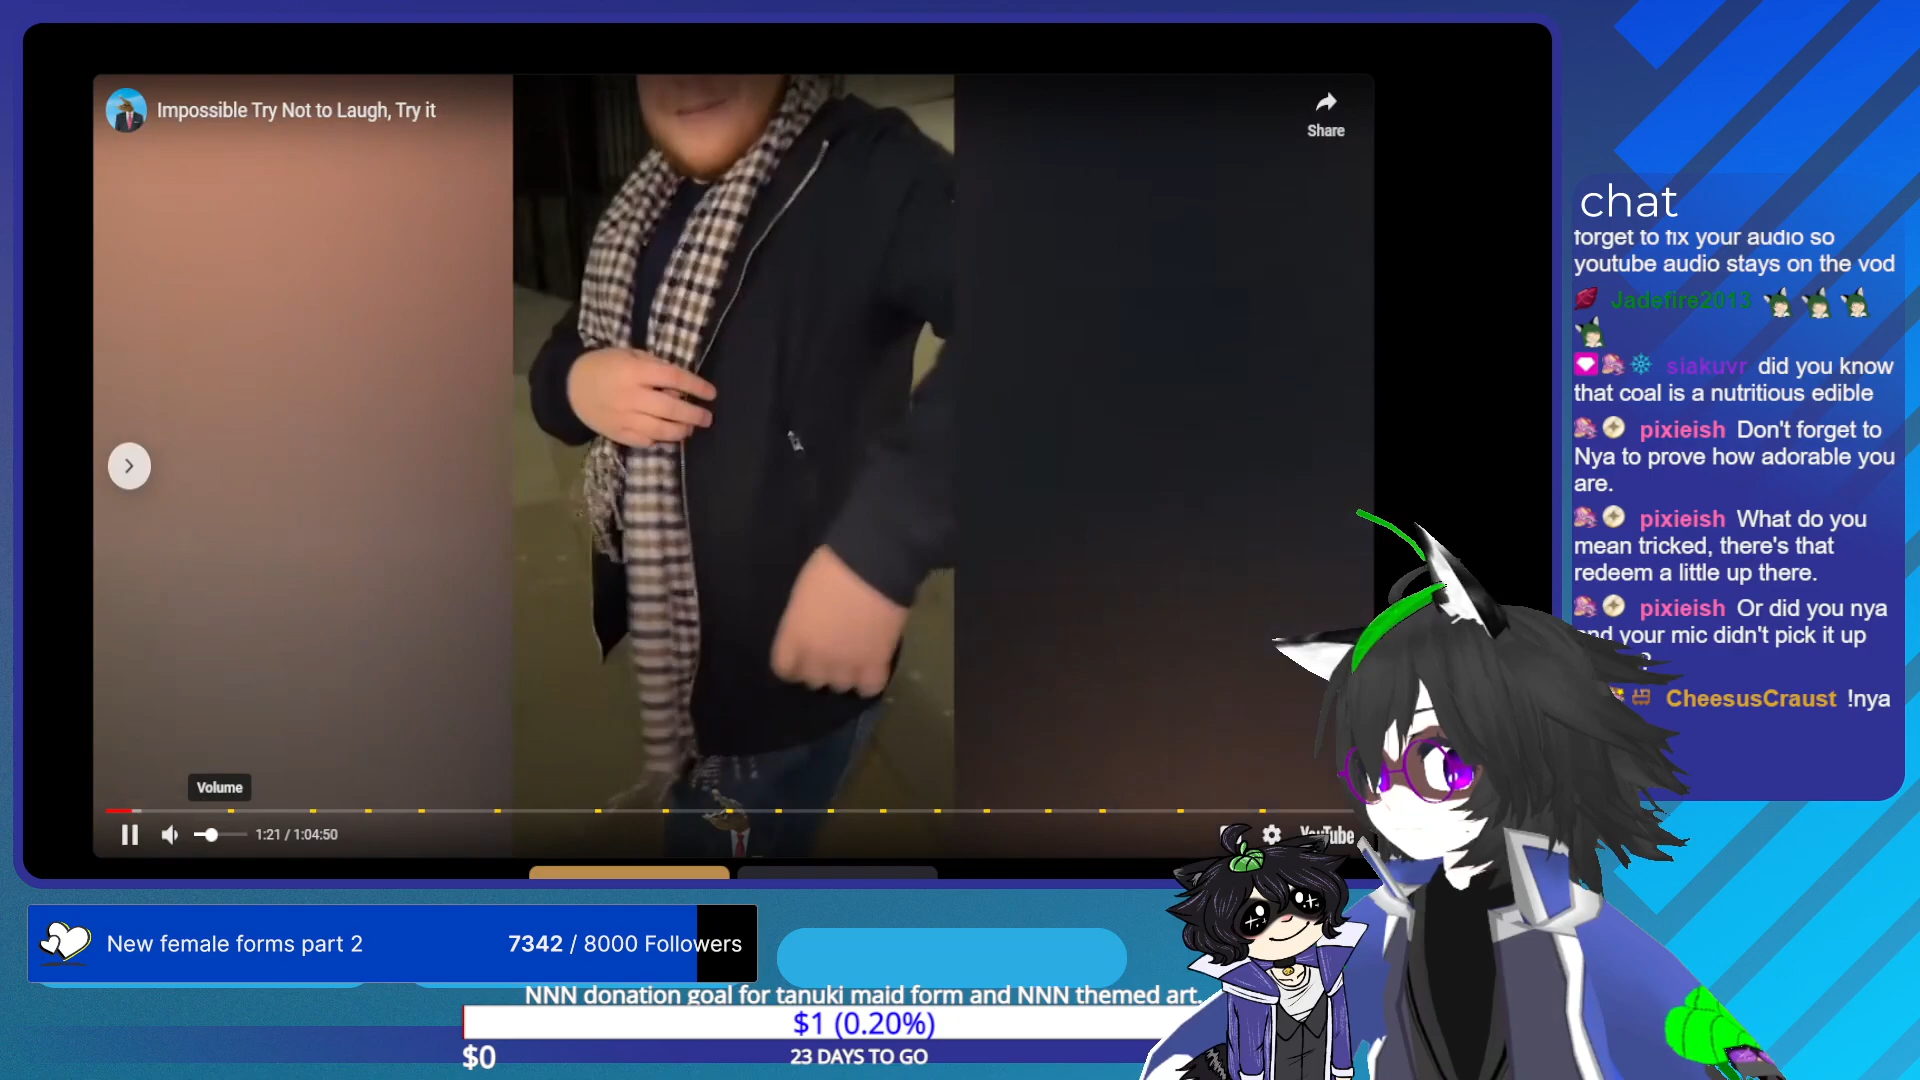 Impossible Try Not to Laugh, Try it
Share
Volume
1:21 / 1:04:50
YouTube
chat
forget to fix your audio so
youtube audio stays on the vod
Jadefire2013
siakuvr did you know
that coal is a nutritious edible
pixieish Don't forget to
Nya to prove how adorable you
are.
pixieish What do you
mean tricked, there's that
redeem a little up there.
pixieish Or did you nya
and your mic didn't pick it up
?
CheesusCraust !nya
New female forms part 2
7342 / 8000 Followers
NNN donation goal for tanuki maid form and NNN themed art.
$1 (0.20%)
$0
23 DAYS TO GO